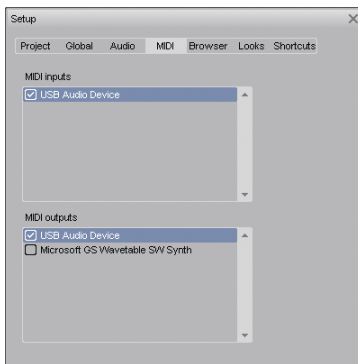 Setup
Project Global Audio MIDI Browser Looks Shortcuts
MIDI inputs
USB Audio Device
MIDI outputs
USB Audio Device
Microsoft GS Wavetable SW Synth